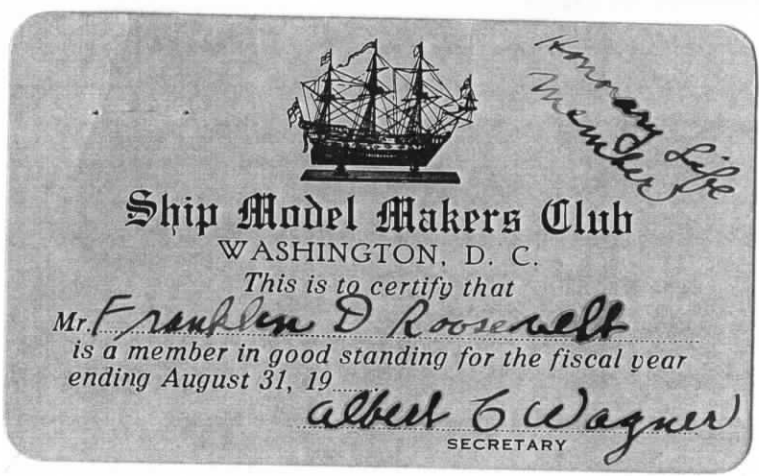 Honorary Life
Member
Ship Model Makers Club
WASHINGTON, D. C.
This is to certify that
Mr. Franklin D Roosevelt
is a member in good standing for the fiscal year
ending August 31, 19
Albert C Wagner
SECRETARY